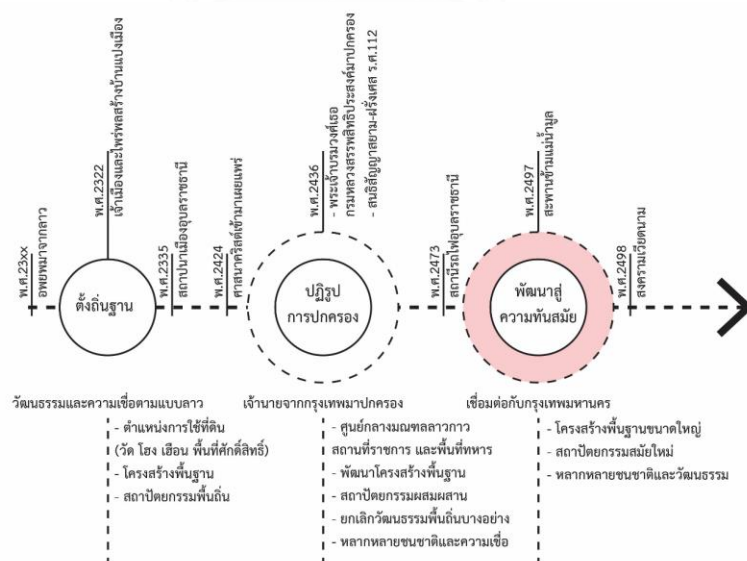 พ.ศ.23xx
อพยพมาจากลาว
พ.ศ.2322
เจ้าเมืองและไพร่พลสร้างบ้านแปงเมือง
พ.ศ.2335
สถาปนาเมืองอุบลราชธานี
พ.ศ.2424
ศาสนาคริสต์เข้ามาเผยแพร่
พ.ศ.2436
- พระเจ้าบรมวงศ์เธอ
กรมหลวงสรรพสิทธิประสงค์มาปกครอง
- สนธิสัญญาสยาม-ฝรั่งเศส ร.ศ.112
พ.ศ.2473
สถานีรถไฟอุบลราชธานี
พ.ศ.2497
สะพานข้ามแม่น้ำมูล
พ.ศ.2498
สงครามเวียดนาม
ตั้งถิ่นฐาน
ปฏิรูป
การปกครอง
พัฒนาสู่
ความทันสมัย
วัฒนธรรมและความเชื่อตามแบบลาว
- ตำแหน่งการใช้ที่ดิน
(วัด โฮง เฮือน พื้นที่ศักดิ์สิทธิ์)
- โครงสร้างพื้นฐาน
- สถาปัตยกรรมพื้นถิ่น
เจ้านายจากกรุงเทพมาปกครอง
- ศูนย์กลางมณฑลลาวกาว
สถานที่ราชการ และพื้นที่ทหาร
- พัฒนาโครงสร้างพื้นฐาน
- สถาปัตยกรรมผสมผสาน
- ยกเลิกวัฒนธรรมพื้นถิ่นบางอย่าง
- หลากหลายชนชาติและความเชื่อ
เชื่อมต่อกับกรุงเทพมหานคร
- โครงสร้างพื้นฐานขนาดใหญ่
- สถาปัตยกรรมสมัยใหม่
- หลากหลายชนชาติและวัฒนธรรม